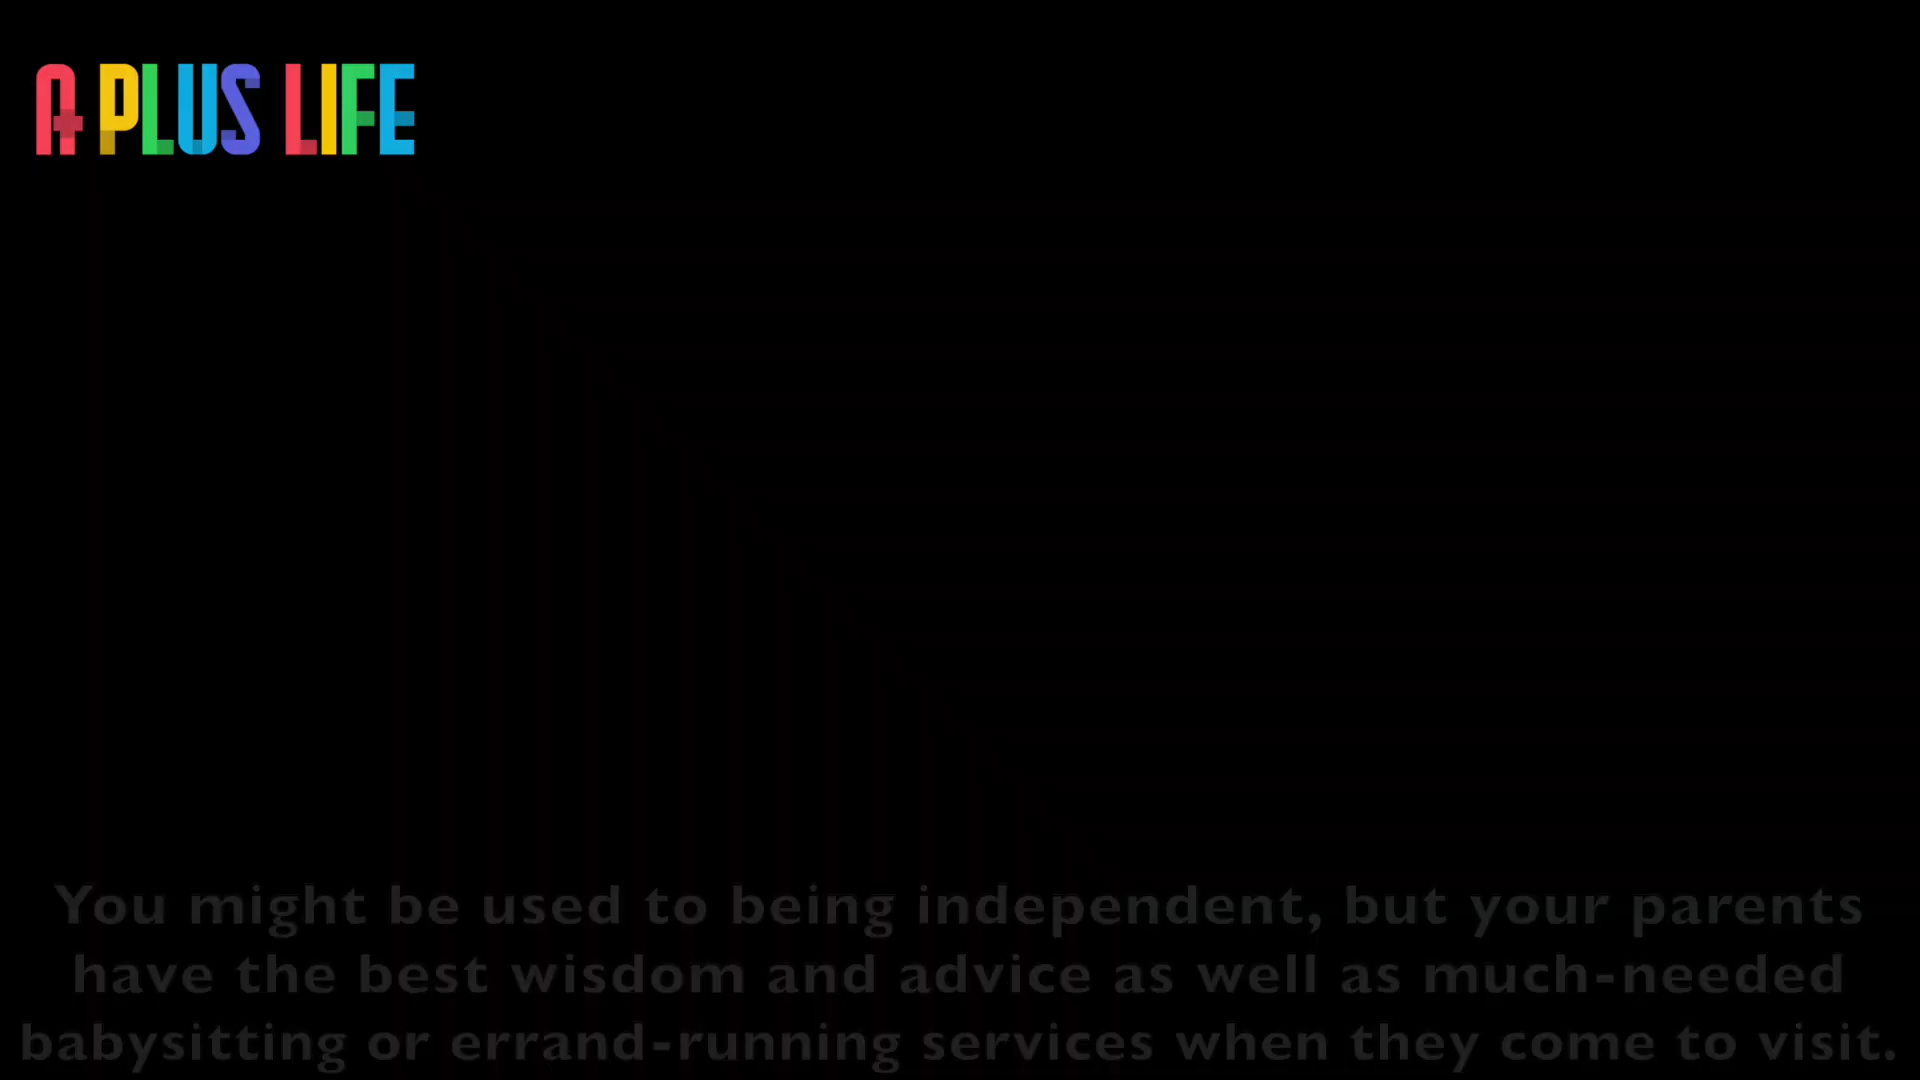 A PLUS LIFE
You might be used to being independent, but your parents
have the best wisdom and advice as well as much-needed
babysitting or errand-running services when they come to visit.